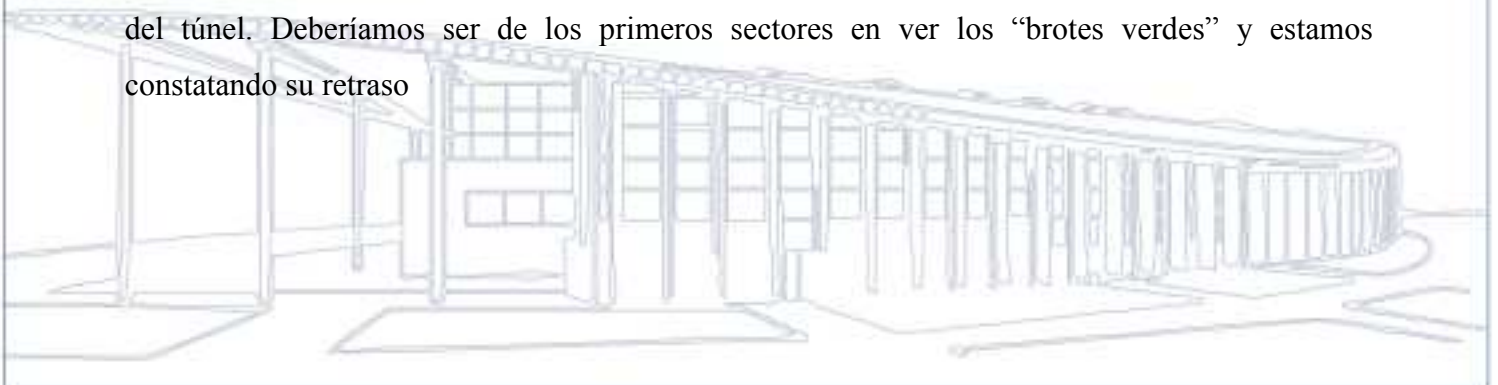 del túnel. Deberíamos ser de los primeros sectores en ver los “brotes verdes” y estamos
constatando su retraso